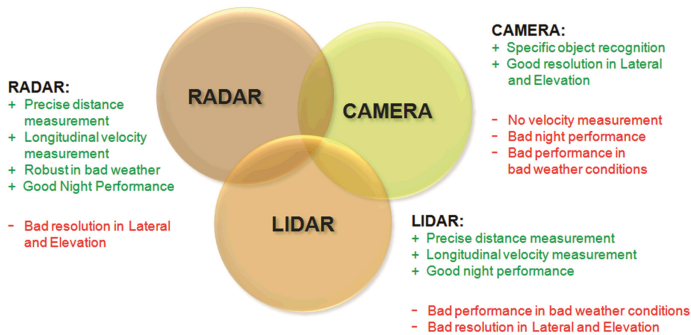 RADAR:
+ Precise distance
measurement
+ Longitudinal velocity
measurement
+ Robust in bad weather
+ Good Night Performance
- Bad resolution in Lateral
and Elevation
RADAR
CAMERA
LIDAR
CAMERA:
+ Specific object recognition
+ Good resolution in Lateral
and Elevation
- No velocity measurement
- Bad night performance
- Bad performance in
bad weather conditions
LIDAR:
+ Precise distance measurement
+ Longitudinal velocity measurement
+ Good night performance
- Bad performance in bad weather conditions
- Bad resolution in Lateral and Elevation